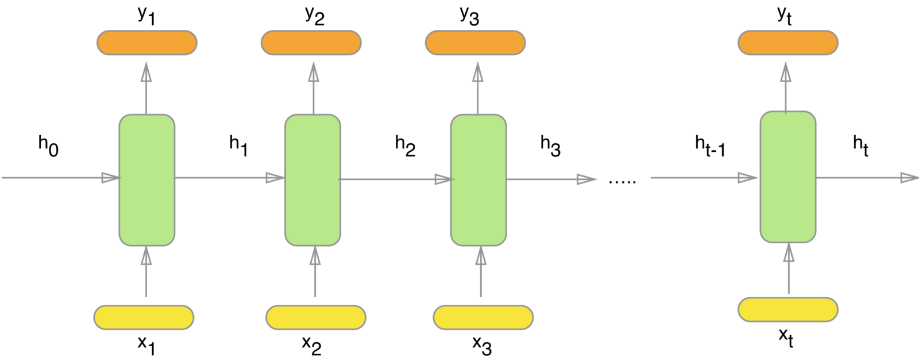 y1 y2 y3 yt
h0 h1 h2 h3 ..... ht-1 ht
x1 x2 x3 xt